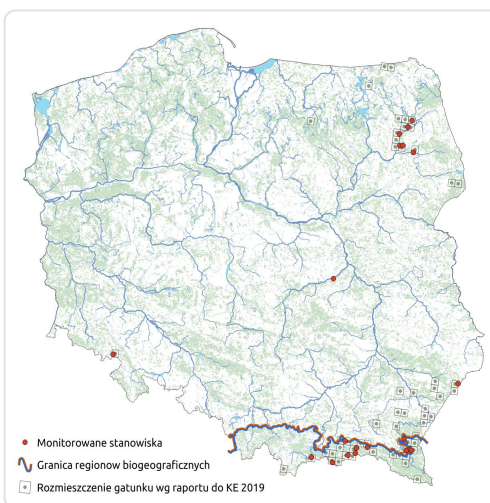 Monitorowane stanowiska
Granica regionow biogeograficznych
Rozmieszczenie gatunku wg raportu do KE 2019